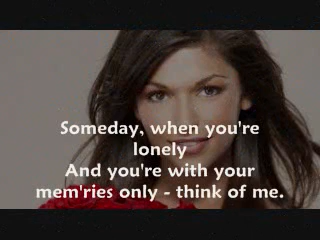 Someday, when you're
lonely
And you're with your
mem'ries only - think of me.